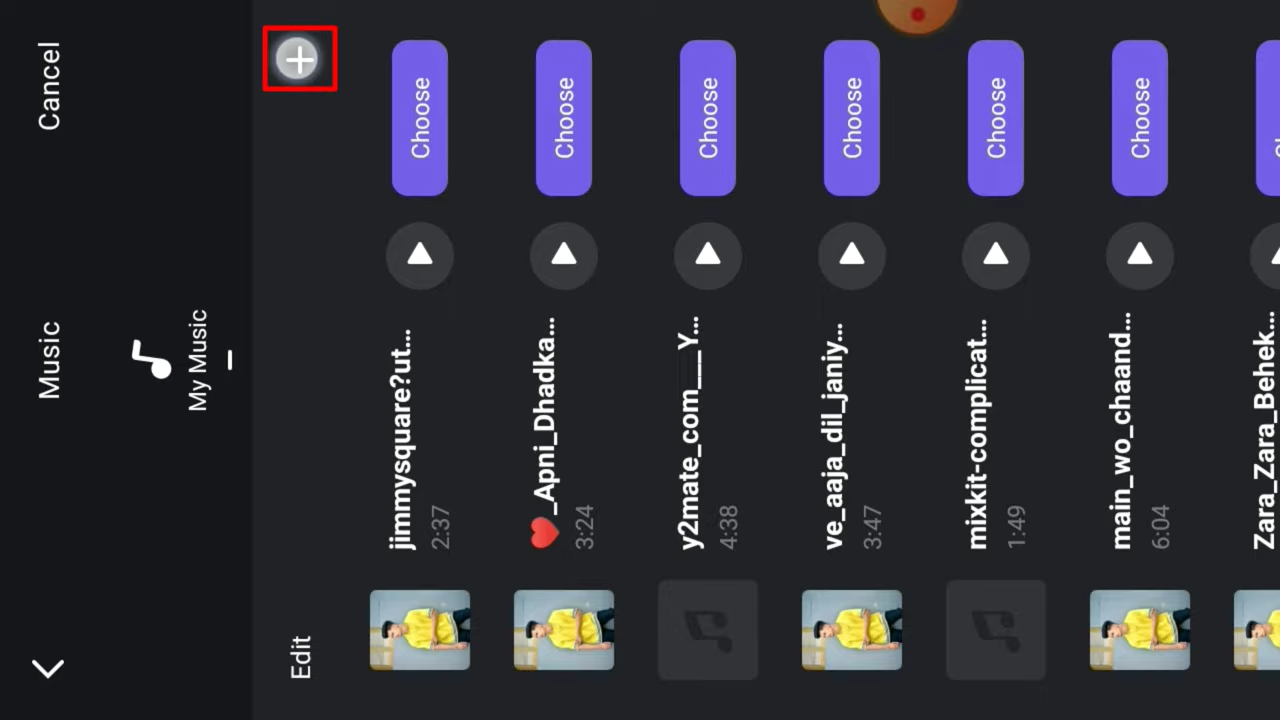 Music
Cancel
My Music
Edit
jimmysquare?ut...
2:37
Choose
❤️_Apni_Dhadka...
3:24
Choose
y2mate_com___Y...
4:38
Choose
ve_aaja_dil_janiy...
3:47
Choose
mixkit-complicat...
1:49
Choose
main_wo_chaand...
6:04
Choose
Zara_Zara_Behek...